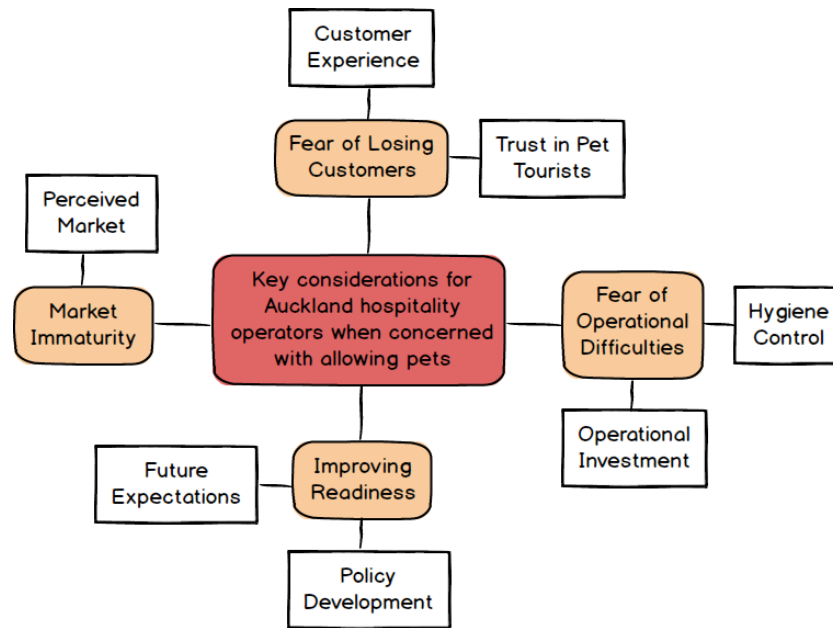 Customer
Experience
Fear of Losing
Customers
Trust in Pet
Tourists
Perceived
Market
Market
Immaturity
Key considerations for
Auckland hospitality
operators when concerned
with allowing pets
Fear of
Operational
Difficulties
Hygiene
Control
Operational
Investment
Improving
Readiness
Future
Expectations
Policy
Development